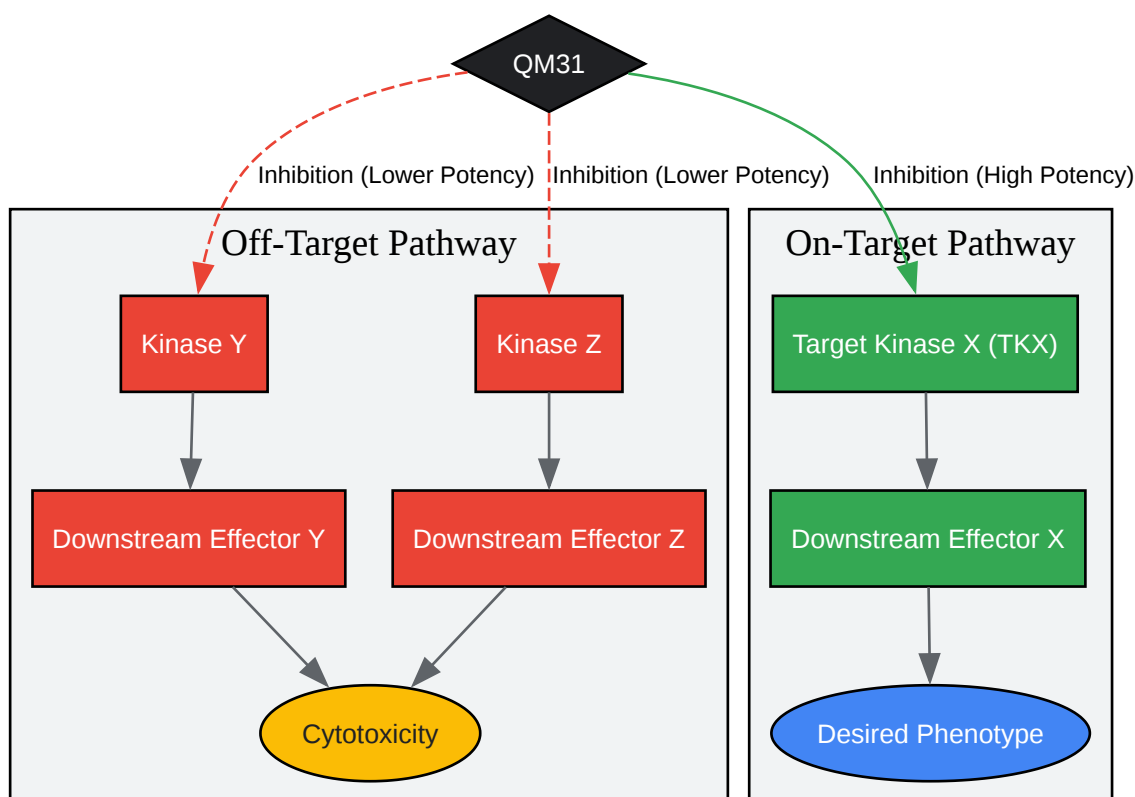 QM31
Inhibition (Lower Potency)
Inhibition (Lower Potency)
Inhibition (High Potency)
Off-Target Pathway
On-Target Pathway
Kinase Y
Kinase Z
Target Kinase X (TKX)
Downstream Effector Y
Downstream Effector Z
Downstream Effector X
Cytotoxicity
Desired Phenotype